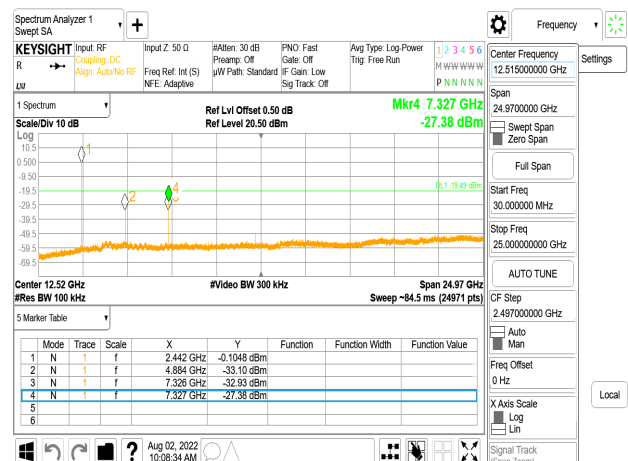 Spectrum Analyzer 1
Swept SA
Frequency
KEYSIGHT
R
Input: RF
Coupling: DC
Align: Auto/No RF
Input Z: 50 Ω
Freq Ref: Int (S)
NFE: Adaptive
#Atten: 30 dB
Preamp: Off
µW Path: Standard
PNO: Fast
Gate: Off
IF Gain: Low
Sig Track: Off
Avg Type: Log-Power
Trig: Free Run
1 2 3 4 5 6
M W W W W W
P N N N N N
1 Spectrum
Scale/Div 10 dB
Ref Lvl Offset 0.50 dB
Ref Level 20.50 dBm
Mkr4 7.327 GHz
-27.38 dBm
Log
10.5
0.500
-9.50
-19.5
-29.5
-39.5
-49.5
-59.5
-69.5
1
2
3
4
DL1 -19.49 dBm
Center 12.52 GHz
#Video BW 300 kHz
Span 24.97 GHz
#Res BW 100 kHz
Sweep ~84.5 ms (24971 pts)
5 Marker Table
Mode Trace Scale X Y Function Function Width Function Value
1 N 1 f 2.442 GHz -0.1048 dBm
2 N 1 f 4.884 GHz -33.10 dBm
3 N 1 f 7.326 GHz -32.93 dBm
4 N 1 f 7.327 GHz -27.38 dBm
5
6
?
Aug 02, 2022
10:08:34 AM
Center Frequency
12.515000000 GHz
Settings
Span
24.9700000 GHz
Swept Span
Zero Span
Full Span
Start Freq
30.000000 MHz
Stop Freq
25.000000000 GHz
AUTO TUNE
CF Step
2.497000000 GHz
Auto
Man
Freq Offset
0 Hz
X Axis Scale
Log
Lin
Local
Signal Track
(Span Zoom)